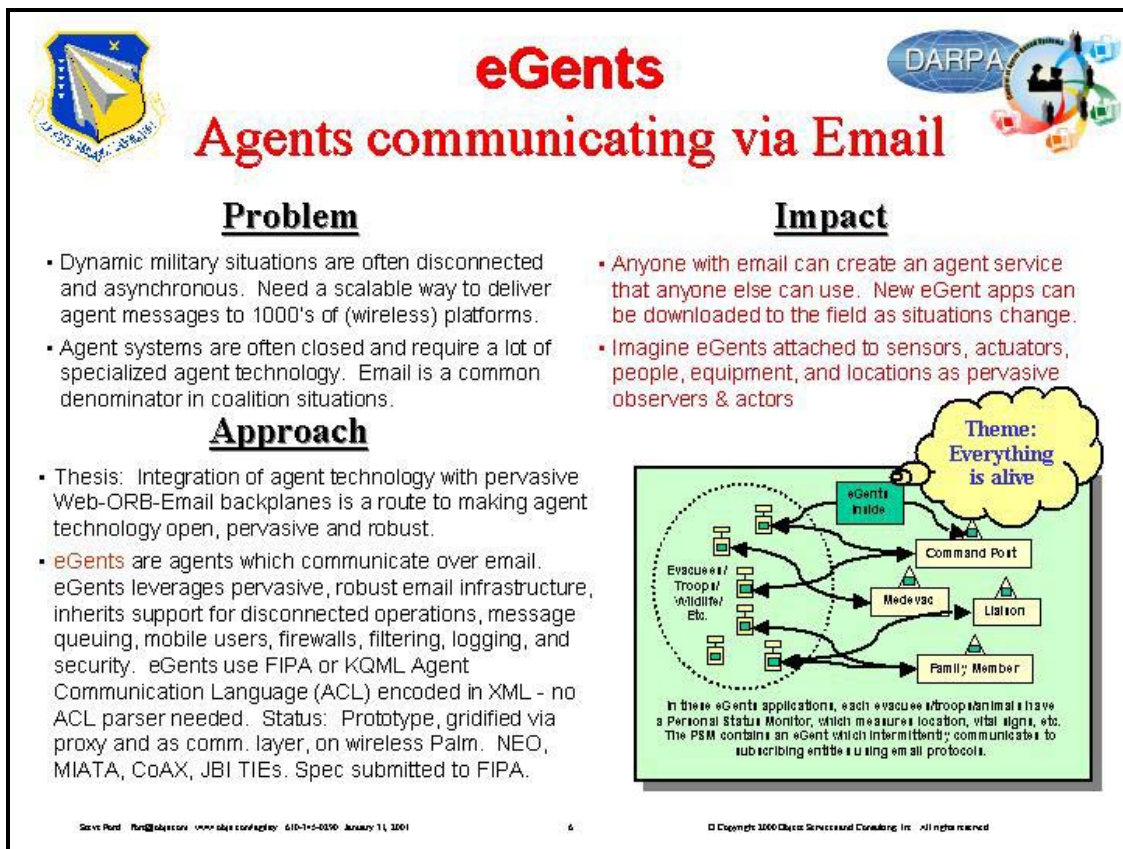 eGents
Agents communicating via Email
DARPA
Problem
▪ Dynamic military situations are often disconnected
and asynchronous. Need a scalable way to deliver
agent messages to 1000's of (wireless) platforms.
▪ Agent systems are often closed and require a lot of
specialized agent technology. Email is a common
denominator in coalition situations.
Approach
▪ Thesis: Integration of agent technology with pervasive
Web-ORB-Email backplanes is a route to making agent
technology open, pervasive and robust.
▪ eGents are agents which communicate over email.
eGents leverages pervasive, robust email infrastructure,
inherits support for disconnected operations, message
queuing, mobile users, firewalls, filtering, logging, and
security. eGents use FIPA or KQML Agent
Communication Language (ACL) encoded in XML - no
ACL parser needed. Status: Prototype, gridified via
proxy and as comm. layer, on wireless Palm. NEO,
MIATA, CoAX, JBI TIEs. Spec submitted to FIPA.
Impact
▪ Anyone with email can create an agent service
that anyone else can use. New eGent apps can
be downloaded to the field as situations change.
▪ Imagine eGents attached to sensors, actuators,
people, equipment, and locations as pervasive
observers & actors
Theme:
Everything
is alive
eGents
Inside
Evacuees/
Troops/
Wildlife/
Etc.
Command Post
Medevac
Liaison
Family Member
In these eGents applications, each evacuee/troop/animals have
a Personal Status Monitor, which measures location, vital signs, etc.
The PSM contains an eGent which intermittently communicates to
subscribing entities using email protocols.
January 31, 2001
6
© Copyright 2000 Object Services and Consulting, Inc. All rights reserved